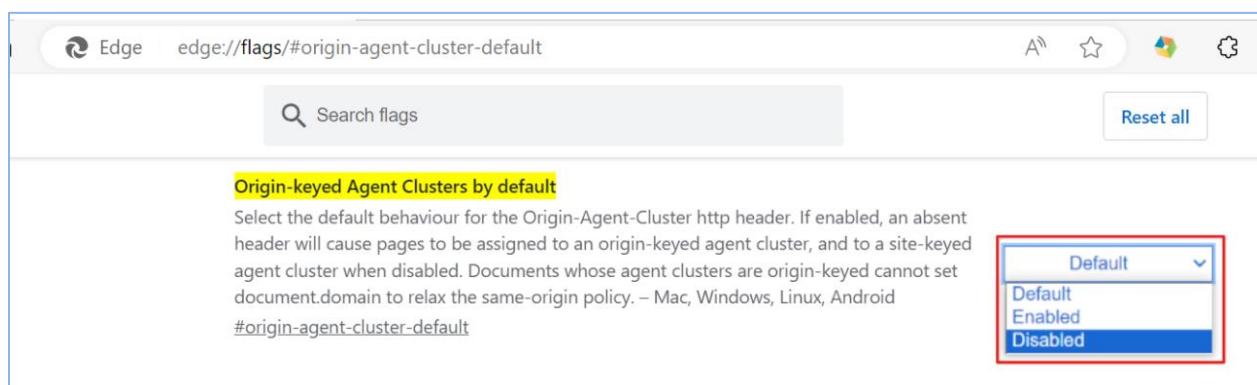 Edge edge://flags/#origin-agent-cluster-default
Search flags
Reset all
Origin-keyed Agent Clusters by default
Select the default behaviour for the Origin-Agent-Cluster http header. If enabled, an absent
header will cause pages to be assigned to an origin-keyed agent cluster, and to a site-keyed
agent cluster when disabled. Documents whose agent clusters are origin-keyed cannot set
document.domain to relax the same-origin policy. – Mac, Windows, Linux, Android
#origin-agent-cluster-default
Default
Default
Enabled
Disabled